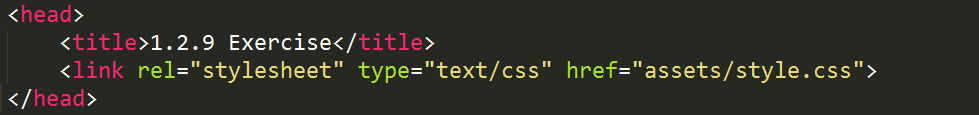 <head>
    <title>1.2.9 Exercise</title>
    <link rel="stylesheet" type="text/css" href="assets/style.css">
</head>